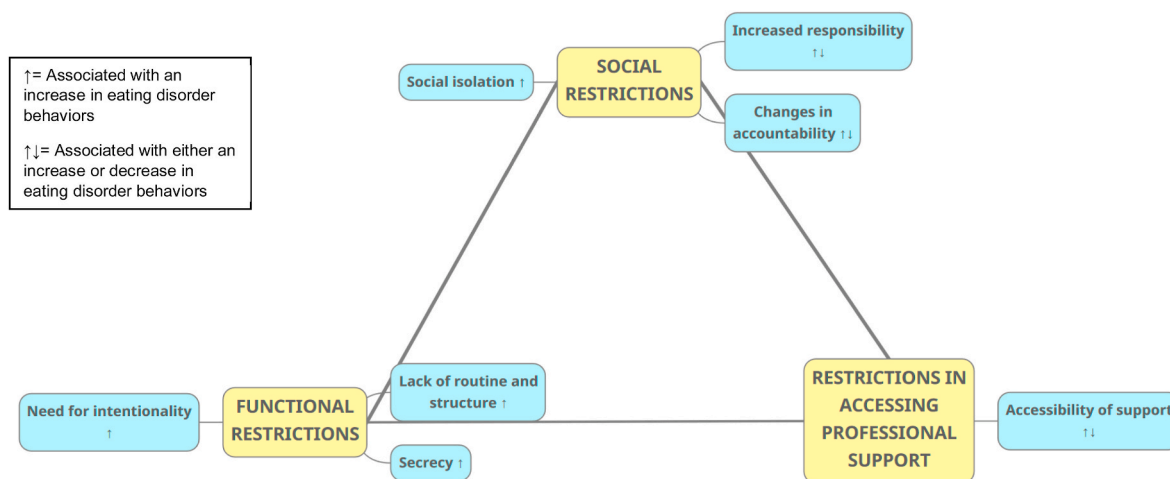 ↑= Associated with an
increase in eating disorder
behaviors
↑↓= Associated with either an
increase or decrease in
eating disorder behaviors
Social isolation ↑
SOCIAL
RESTRICTIONS
Increased responsibility
↑↓
Changes in
accountability ↑↓
Need for intentionality
↑
FUNCTIONAL
RESTRICTIONS
Lack of routine and
structure ↑
Secrecy ↑
RESTRICTIONS IN
ACCESSING
PROFESSIONAL
SUPPORT
Accessibility of support
↑↓